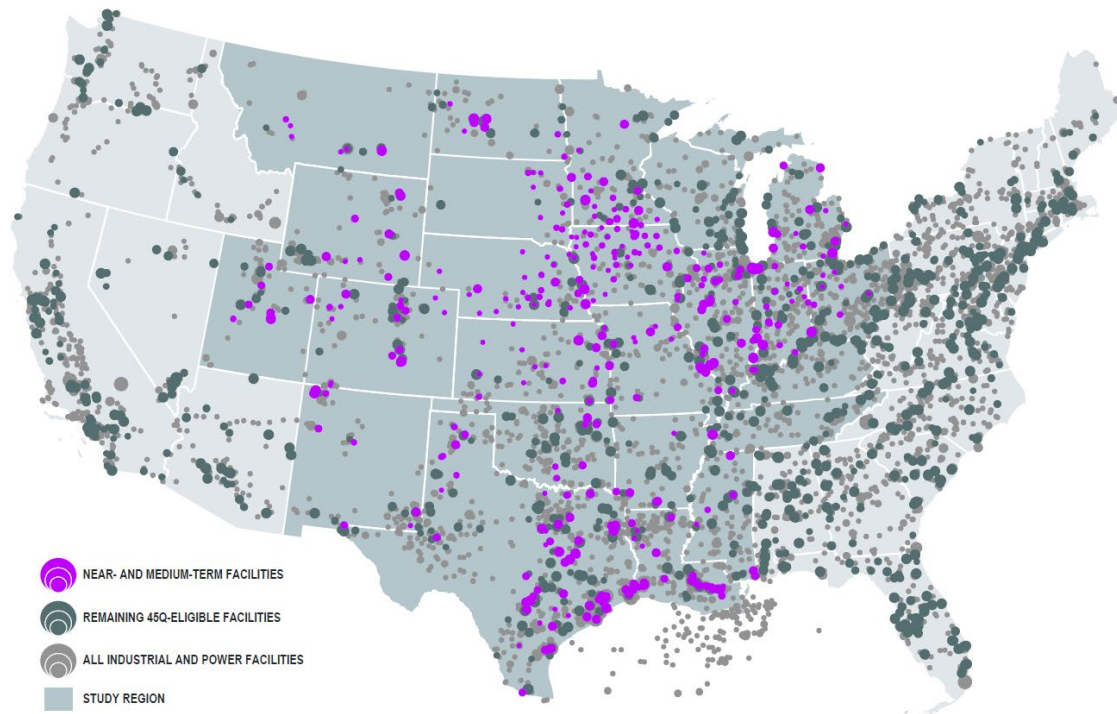 NEAR- AND MEDIUM-TERM FACILITIES
REMAINING 45Q-ELIGIBLE FACILITIES
ALL INDUSTRIAL AND POWER FACILITIES
STUDY REGION